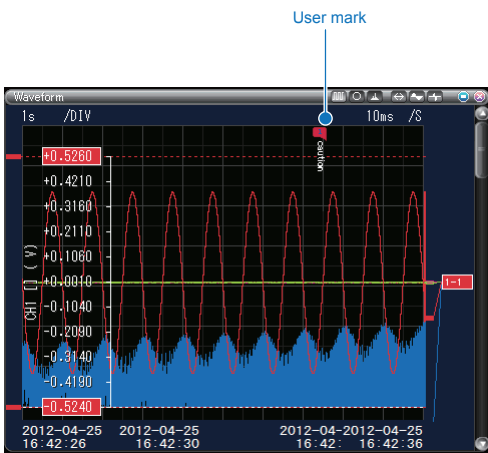 User mark
Waveform
1s /DIV
10ms /S
caution
+0.5260
+0.4210
+0.3160
+0.2110
+0.1060
+0.0010
-0.1040
-0.2090
-0.3140
-0.4190
-0.5240
CH1 [] ( V)
1-1
2012-04-25 2012-04-25 2012-04-20 2012-04-25
16:42:26 16:42:30 16:42: 16:42:36